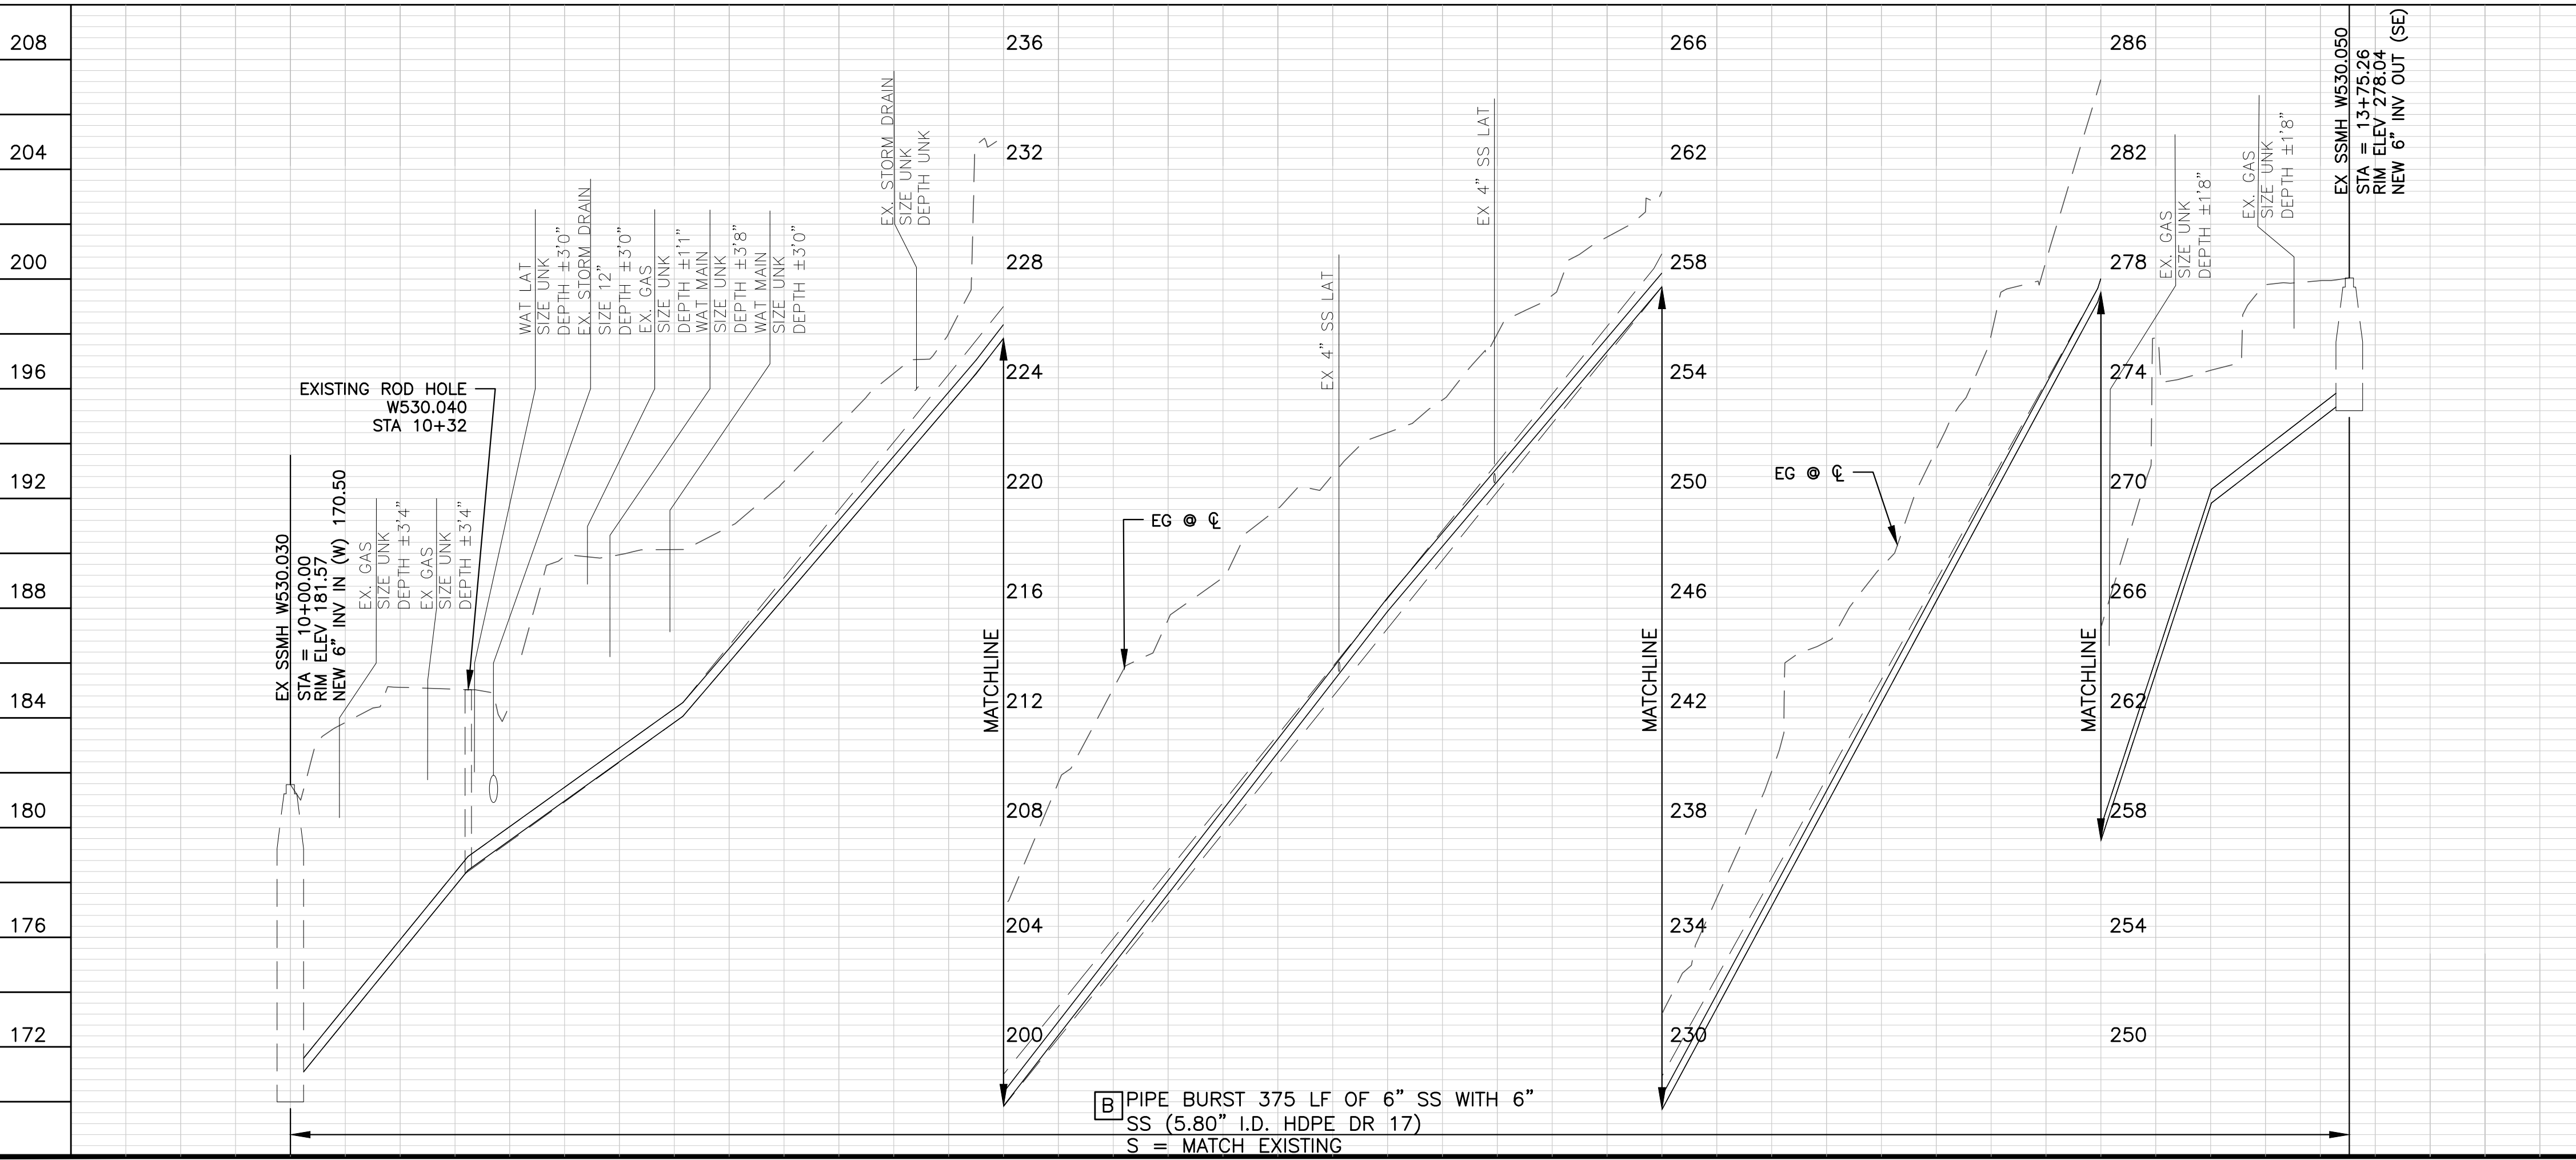 208
204
200
196
192
188
184
180
176
172
EX SSMH W530.030
STA = 10+00.00
RIM ELEV 181.57
NEW 6" INV IN (W) 170.50
EX. GAS
SIZE UNK
DEPTH ±3'4"
EX GAS
SIZE UNK
DEPTH ±3'4"
EXISTING ROD HOLE
W530.040
STA 10+32
WAT LAT
SIZE UNK
DEPTH ±3'0"
EX. STORM DRAIN
SIZE 12"
DEPTH ±3'0"
EX. GAS
SIZE UNK
DEPTH ±1'1"
WAT MAIN
SIZE UNK
DEPTH ±3'8"
WAT MAIN
SIZE UNK
DEPTH ±3'0"
EX. STORM DRAIN
SIZE UNK
DEPTH UNK
MATCHLINE
236
232
228
224
220
216
212
208
204
200
EG @ ℄
EX 4" SS LAT
EX 4" SS LAT
MATCHLINE
266
262
258
254
250
246
242
238
234
230
EG @ ℄
MATCHLINE
286
282
278
274
270
266
262
258
254
250
EX. GAS
SIZE UNK
DEPTH ±1'8"
EX. GAS
SIZE UNK
DEPTH ±1'8"
EX SSMH W530.050
STA = 13+75.26
RIM ELEV 278.04
NEW 6" INV OUT (SE)
B PIPE BURST 375 LF OF 6" SS WITH 6"
SS (5.80" I.D. HDPE DR 17)
S = MATCH EXISTING